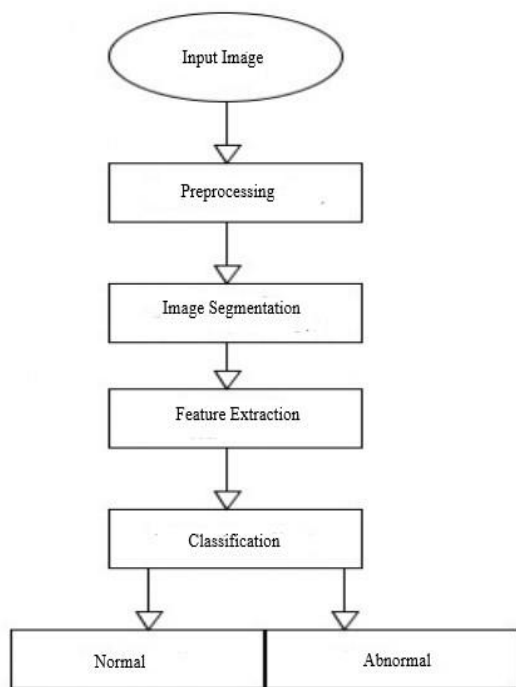 Input Image
Preprocessing
Image Segmentation
Feature Extraction
Classification
Normal
Abnormal